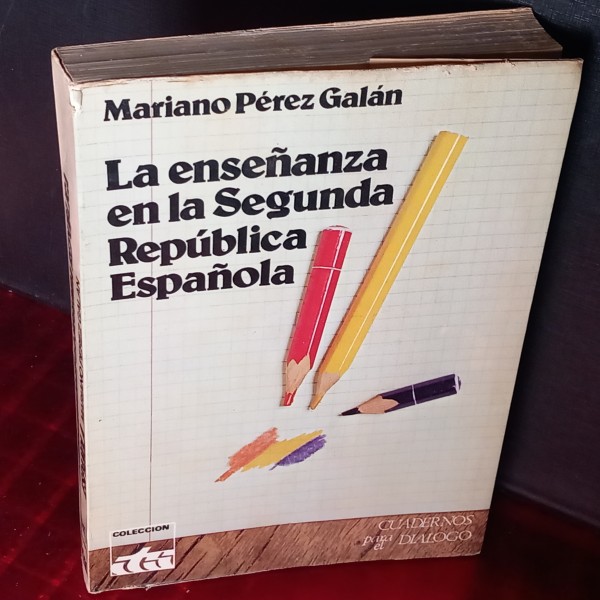 Mariano Pérez Galán
La enseñanza
en la Segunda
República
Española
COLECCION
CUADERNOS
para el DIALOGO